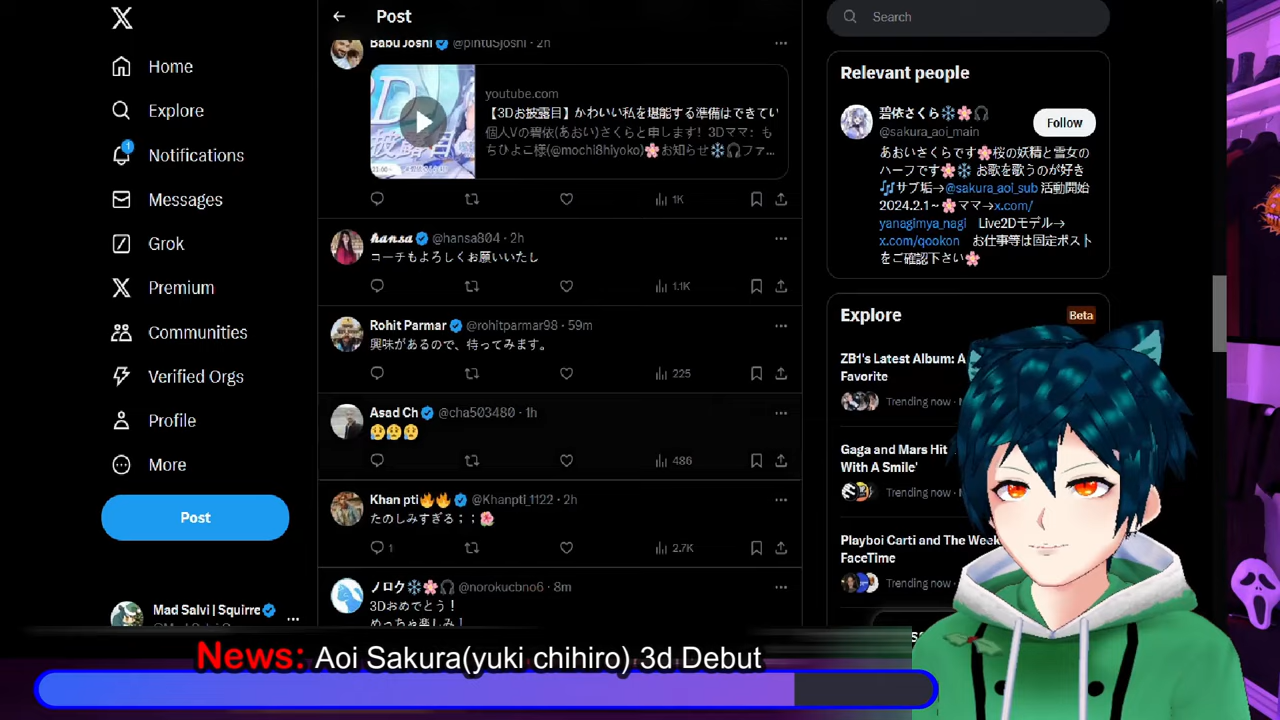 Home
Explore
1
Notifications
Messages
Grok
Premium
Communities
Verified Orgs
Profile
More
Post
Mad Salvi | Squirre
Post
Babu Joshi @pintuSjoshi · 2h
youtube.com
【3Dお披露目】かわいい私を堪能する準備はできてい
個人Vの碧依(あおい)さくらと申します！3Dママ：も
ちひよこ様(@mochi8hiyoko)🌸お知らせ❄🎧ファ...
1K
hansa @hansa804 · 2h
コーチもよろしくお願いいたし
1.1K
Rohit Parmar @rohitparmar98 · 59m
興味があるので、待ってみます。
225
Asad Ch @cha503480 · 1h
😥😥😥
486
Khan pti🔥🔥 @Khanpti_1122 · 2h
たのしみすぎる；；🌸
1
2.7K
ノロク❄🌸🎧 @norokucbno6 · 8m
3Dおめでとう！
めっちゃ楽しみ！
Search
Relevant people
碧依さくら❄🌸🎧
@sakura_aoi_main
Follow
あおいさくらです🌸桜の妖精と雪女の
ハーフです🌸❄ お歌を歌うのが好き
🎶サブ垢→@sakura_aoi_sub 活動開始
2024.2.1～🌸ママ→x.com/
yanagimya_nagi Live2Dモデル→
x.com/qookon お仕事等は固定ポスト
をご確認下さい🌸
Explore
Beta
ZB1's Latest Album: A
Favorite
Trending now ·
Gaga and Mars Hit
With A Smile'
Trending now ·
Playboi Carti and The Week
FaceTime
Trending now
News: Aoi Sakura(yuki chihiro) 3d Debut